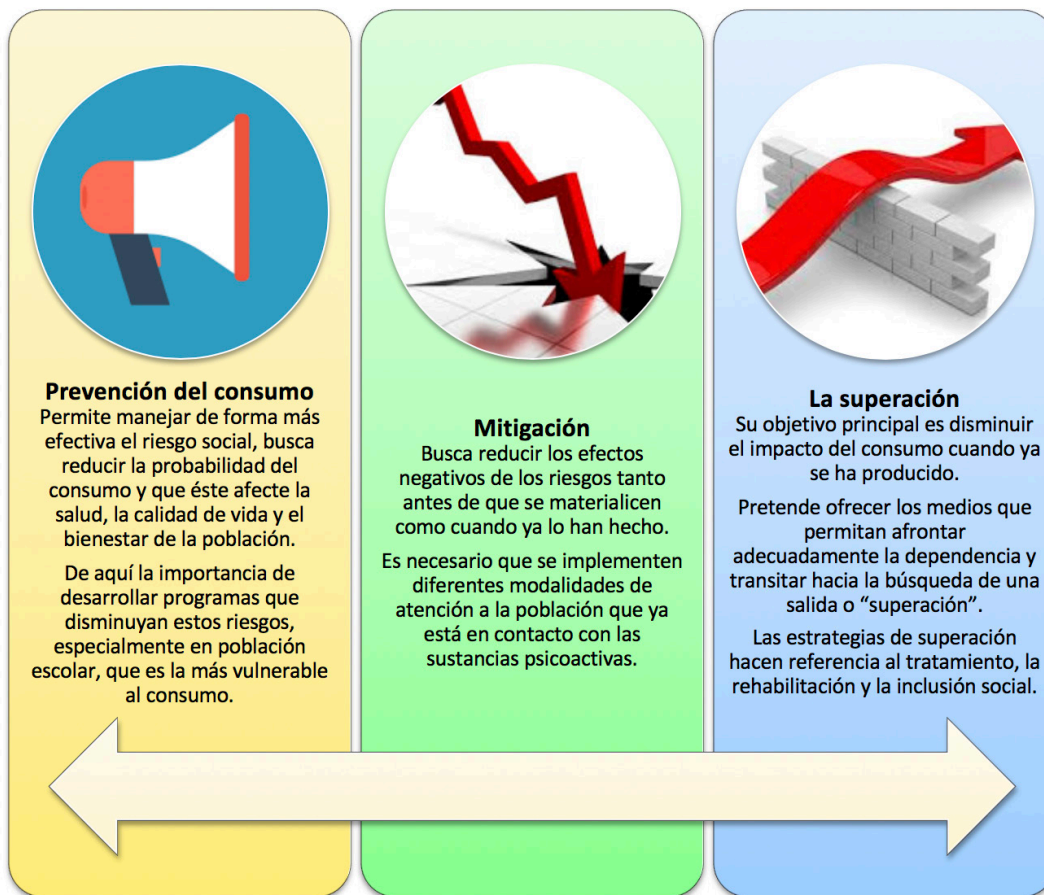 Prevención del consumo
Permite manejar de forma más
efectiva el riesgo social, busca
reducir la probabilidad del
consumo y que éste afecte la
salud, la calidad de vida y el
bienestar de la población.
De aquí la importancia de
desarrollar programas que
disminuyan estos riesgos,
especialmente en población
escolar, que es la más vulnerable
al consumo.
Mitigación
Busca reducir los efectos
negativos de los riesgos tanto
antes de que se materialicen
como cuando ya lo han hecho.
Es necesario que se implementen
diferentes modalidades de
atención a la población que ya
está en contacto con las
sustancias psicoactivas.
La superación
Su objetivo principal es disminuir
el impacto del consumo cuando ya
se ha producido.
Pretende ofrecer los medios que
permitan afrontar
adecuadamente la dependencia y
transitar hacia la búsqueda de una
salida o “superación”.
Las estrategias de superación
hacen referencia al tratamiento, la
rehabilitación y la inclusión social.